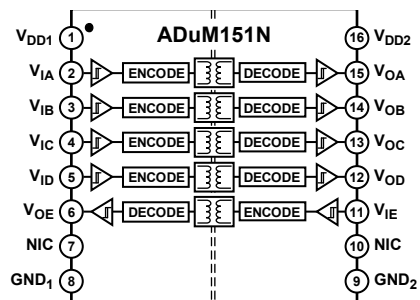 ADuM151N
VDD1 1 16 VDD2
VIA 2 ENCODE DECODE 15 VOA
VIB 3 ENCODE DECODE 14 VOB
VIC 4 ENCODE DECODE 13 VOC
VID 5 ENCODE DECODE 12 VOD
VOE 6 DECODE ENCODE 11 VIE
NIC 7 10 NIC
GND1 8 9 GND2